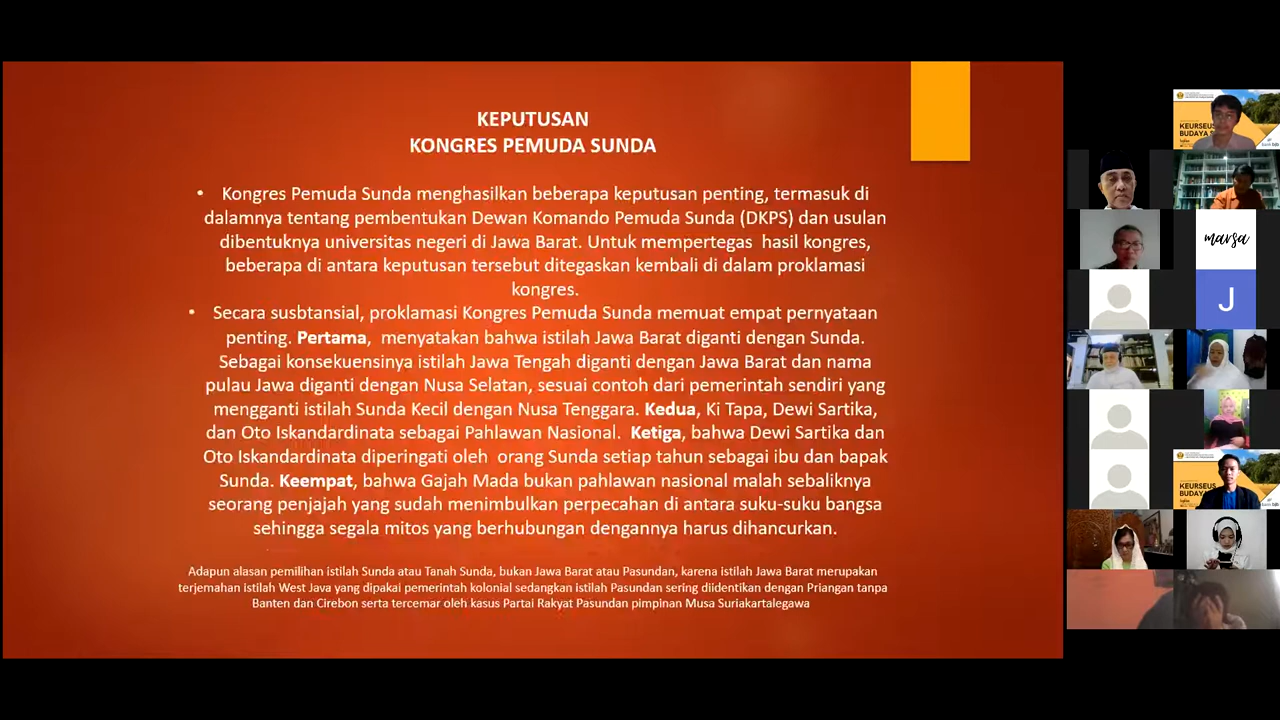 KEPUTUSAN
KONGRES PEMUDA SUNDA
• Kongres Pemuda Sunda menghasilkan beberapa keputusan penting, termasuk di
dalamnya tentang pembentukan Dewan Komando Pemuda Sunda (DKPS) dan usulan
dibentuknya universitas negeri di Jawa Barat. Untuk mempertegas hasil kongres,
beberapa di antara keputusan tersebut ditegaskan kembali di dalam proklamasi
kongres.
• Secara susbtansial, proklamasi Kongres Pemuda Sunda memuat empat pernyataan
penting. Pertama, menyatakan bahwa istilah Jawa Barat diganti dengan Sunda.
Sebagai konsekuensinya istilah Jawa Tengah diganti dengan Jawa Barat dan nama
pulau Jawa diganti dengan Nusa Selatan, sesuai contoh dari pemerintah sendiri yang
mengganti istilah Sunda Kecil dengan Nusa Tenggara. Kedua, Ki Tapa, Dewi Sartika,
dan Oto Iskandardinata sebagai Pahlawan Nasional. Ketiga, bahwa Dewi Sartika dan
Oto Iskandardinata diperingati oleh orang Sunda setiap tahun sebagai ibu dan bapak
Sunda. Keempat, bahwa Gajah Mada bukan pahlawan nasional malah sebaliknya
seorang penjajah yang sudah menimbulkan perpecahan di antara suku-suku bangsa
sehingga segala mitos yang berhubungan dengannya harus dihancurkan.
Adapun alasan pemilihan istilah Sunda atau Tanah Sunda, bukan Jawa Barat atau Pasundan, karena istilah Jawa Barat merupakan
terjemahan istilah West Java yang dipakai pemerintah kolonial sedangkan istilah Pasundan sering diidentikan dengan Priangan tanpa
Banten dan Cirebon serta tercemar oleh kasus Partai Rakyat Pasundan pimpinan Musa Suriakartalegawa
KEURSEUS
BUDAYA S
bank bjb
marsa
J
KEURSEUS
BUDAYA
bank bjb